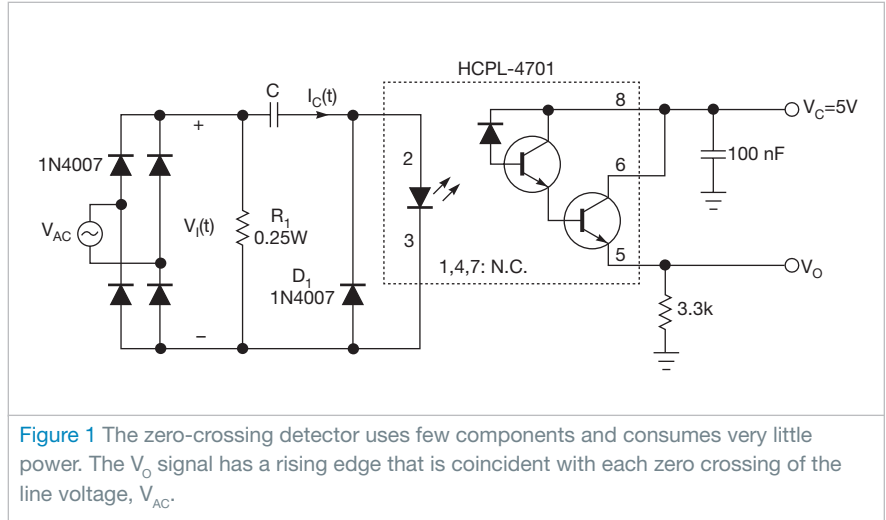 HCPL-4701
C
I_C(t)
8
V_C=5V
+
1N4007
2
6
100 nF
V_AC
V_I(t)
R_1
0.25W
3
5
V_O
D_1
1N4007
1,4,7: N.C.
3.3k
–
Figure 1 The zero-crossing detector uses few components and consumes very little
power. The V_O signal has a rising edge that is coincident with each zero crossing of the
line voltage, V_AC.